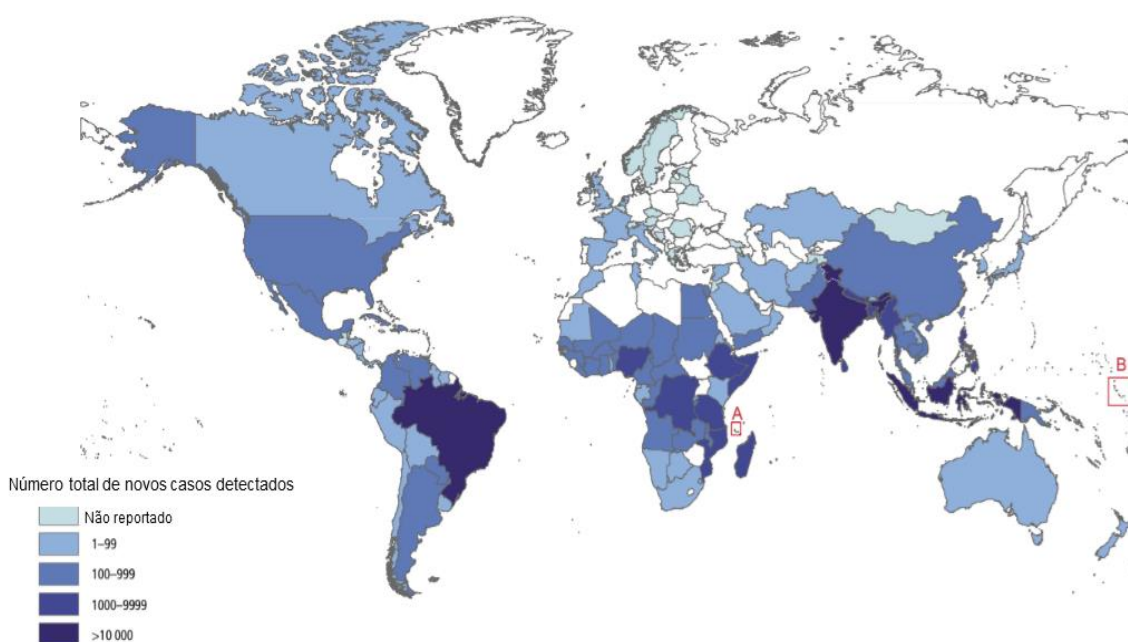 B
A
Número total de novos casos detectados
Não reportado
1–99
100–999
1000–9999
>10 000